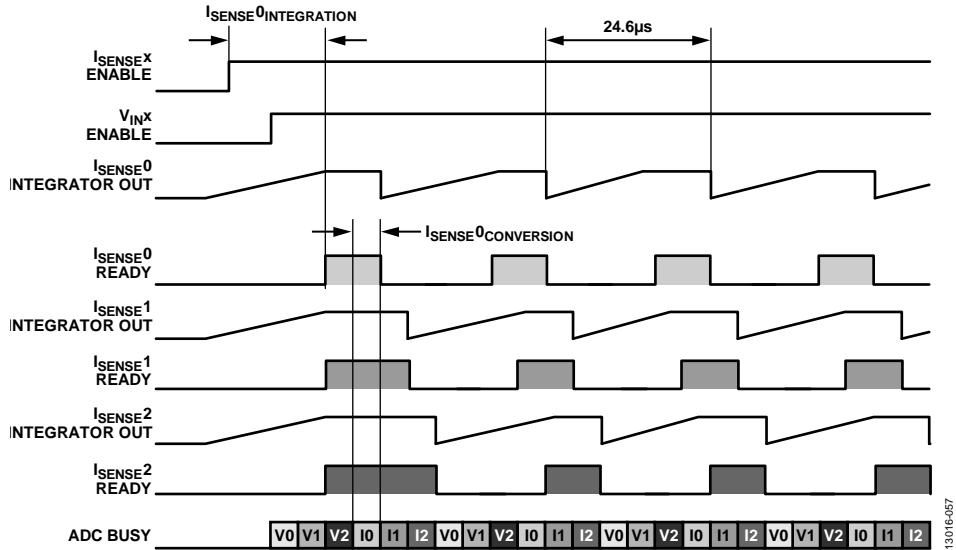 ISENSE0INTEGRATION
24.6µs
ISENSEx
ENABLE
VINx
ENABLE
ISENSE0
INTEGRATOR OUT
ISENSE0CONVERSION
ISENSE0
READY
ISENSE1
INTEGRATOR OUT
ISENSE1
READY
ISENSE2
INTEGRATOR OUT
ISENSE2
READY
ADC BUSY V0 V1 V2 I0 I1 I2 V0 V1 V2 I0 I1 I2 V0 V1 V2 I0 I1 I2 V0 V1 V2 I0 I1 I2
13016-057